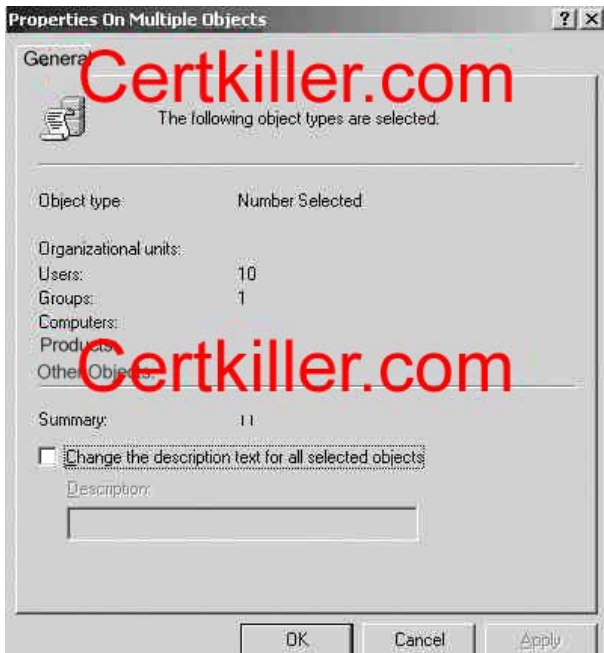 Properties On Multiple Objects
General
Certkiller.com
The following object types are selected.
Object type Number Selected
Organizational units:
Users: 10
Groups: 1
Computers:
Products
Certkiller.com
Other Objects:
Summary: 11
Change the description text for all selected objects
Description:
OK Cancel Apply